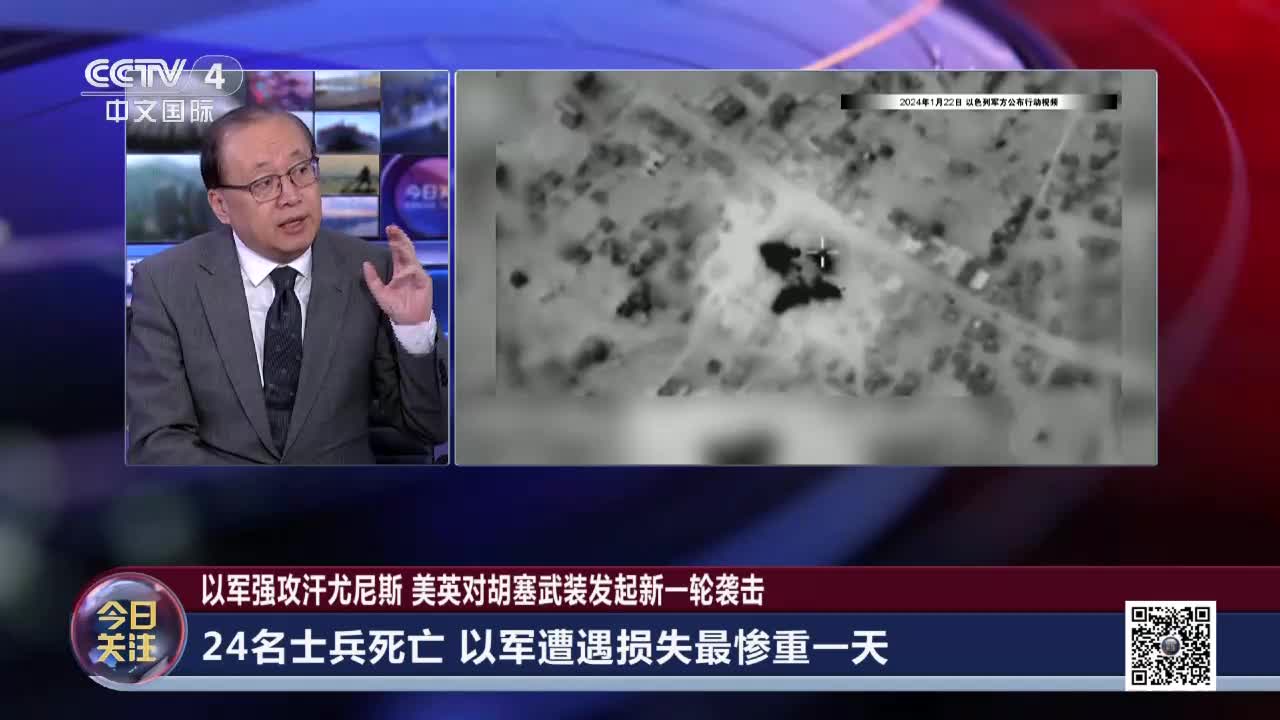 CCTV 4
中文国际
今日
2024年1月22日 以色列军方公布行动视频
以军强攻汗尤尼斯 美英对胡塞武装发起新一轮袭击
今日
关注
24名士兵死亡 以军遭遇损失最惨重一天